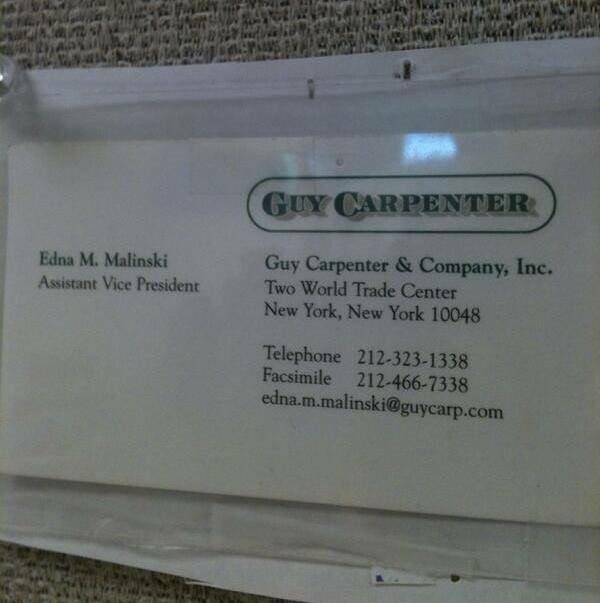 GUY CARPENTER
Edna M. Malinski
Assistant Vice President
Guy Carpenter & Company, Inc.
Two World Trade Center
New York, New York 10048
Telephone 212-323-1338
Facsimile 212-466-7338
edna.m.malinski@guycarp.com